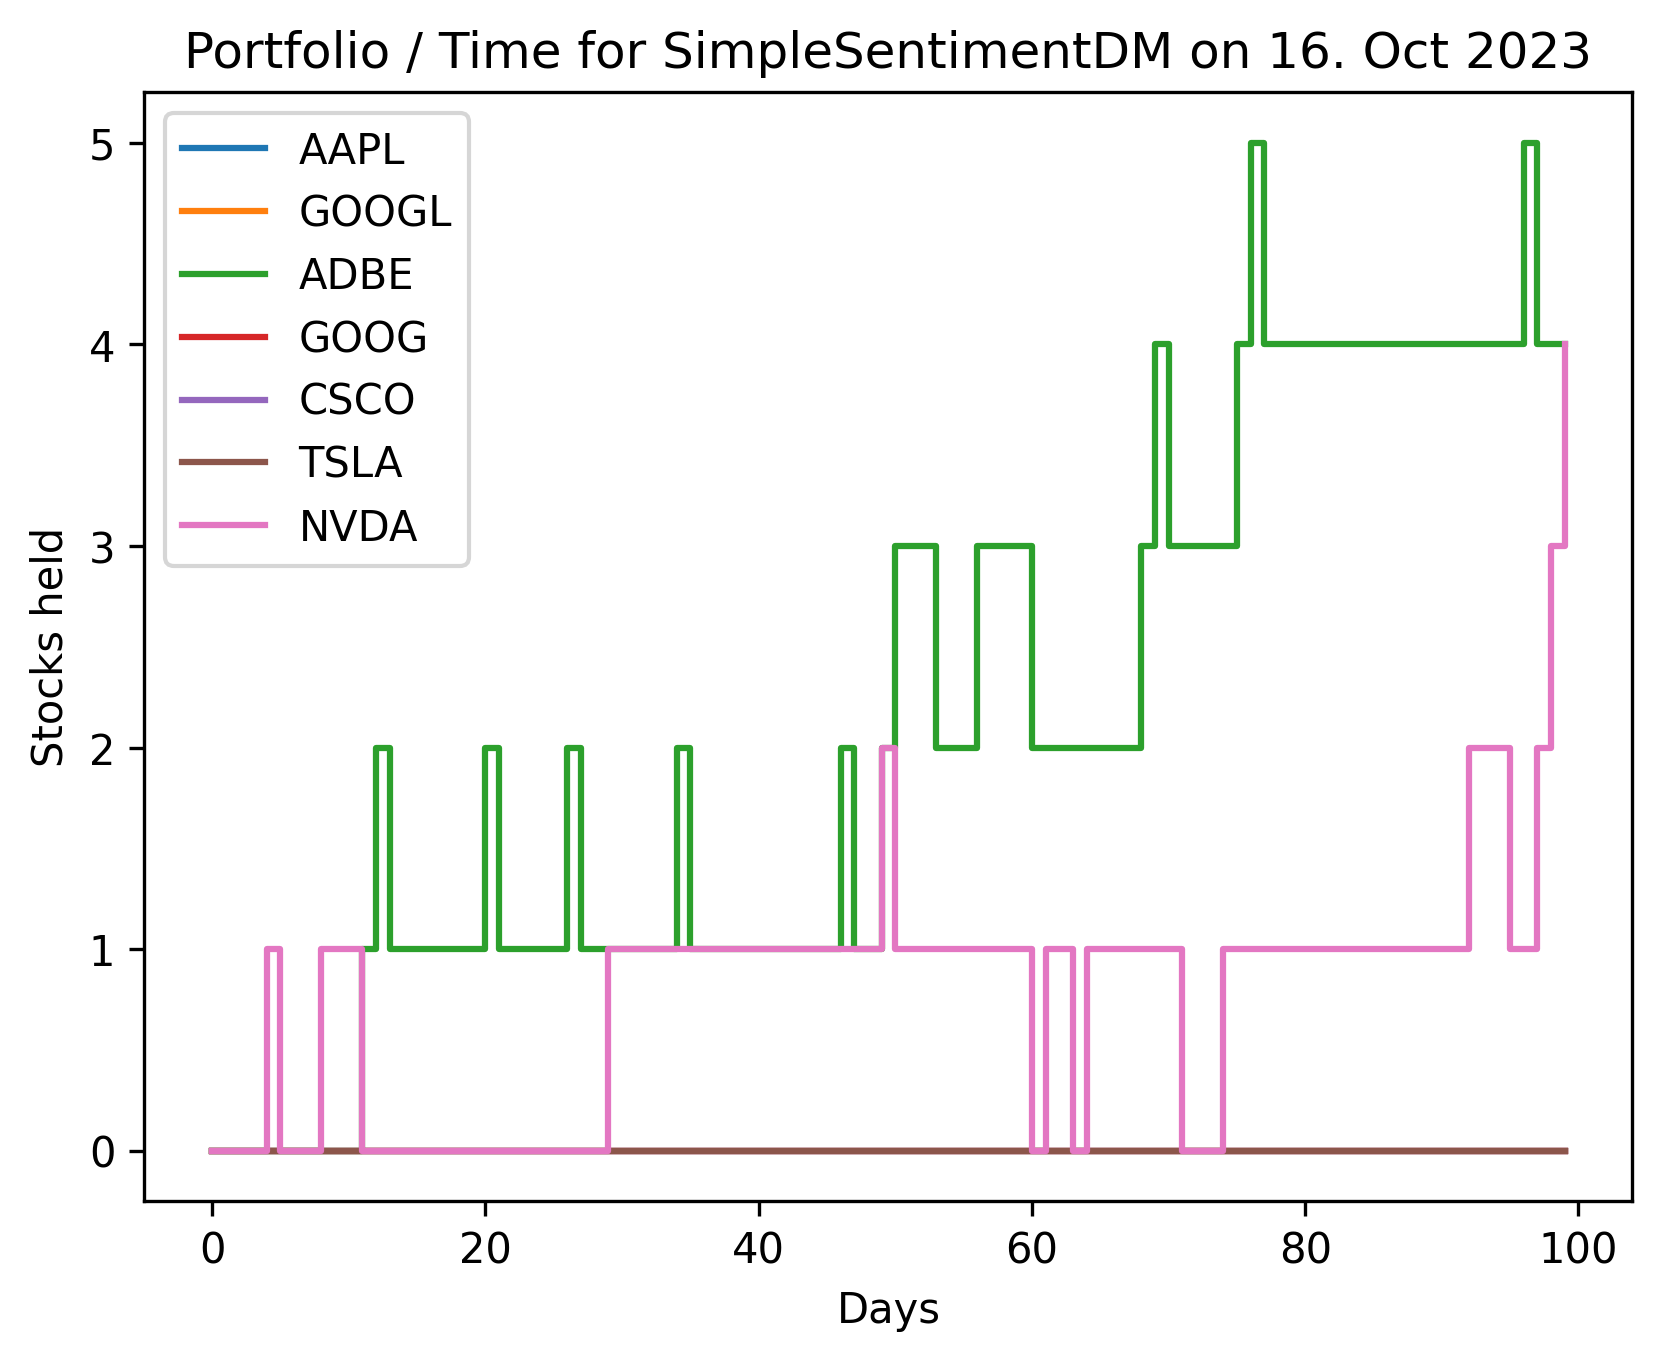 Portfolio / Time for SimpleSentimentDM on 16. Oct 2023
AAPL
GOOGL
ADBE
GOOG
CSCO
TSLA
NVDA
Stocks held
5
4
3
2
1
0
0 20 40 60 80 100
Days